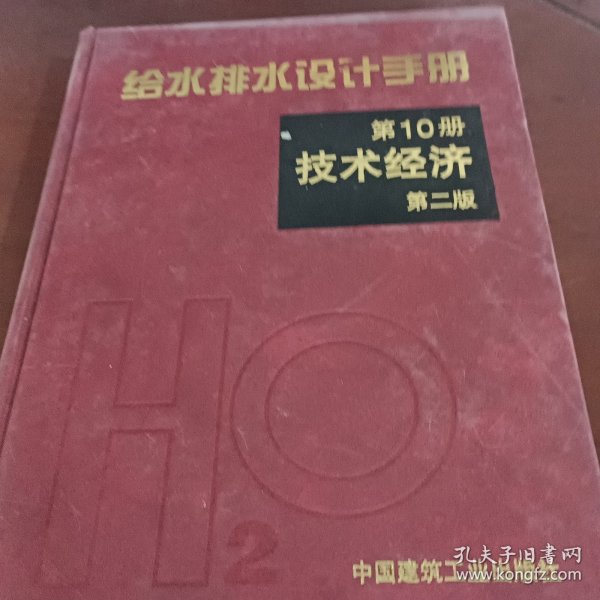 给水排水设计手册
第10册
技术经济
第二版
H2O
中国建筑工业出版社
孔夫子旧书网
www.kongfz.com